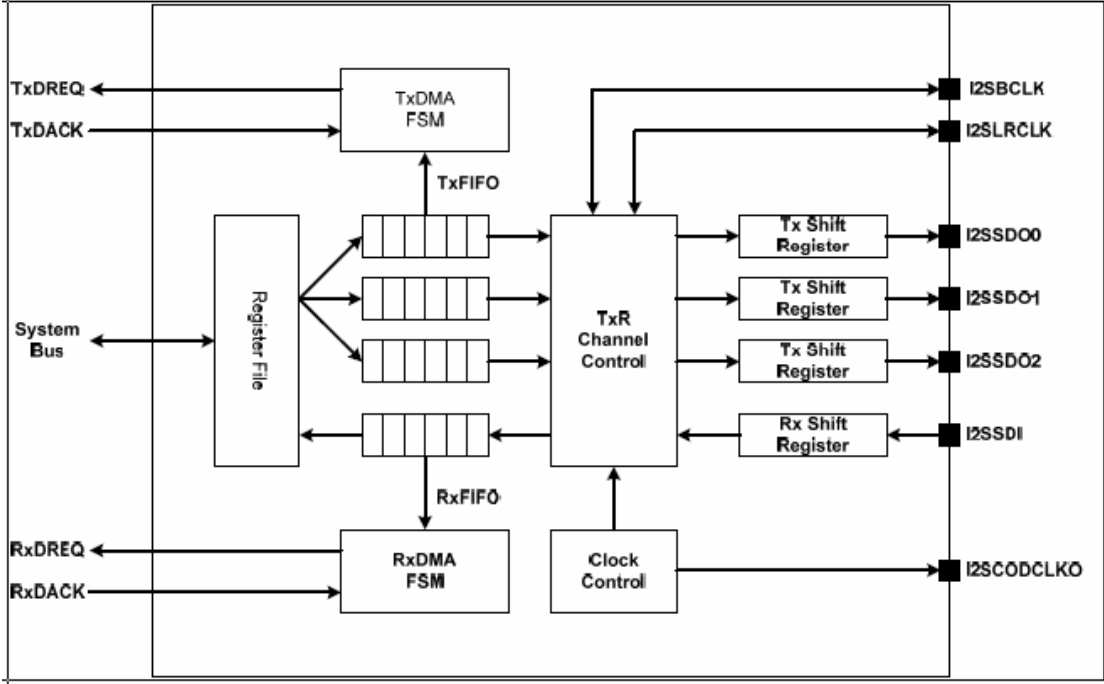 TxDREQ
TxDACK
TxDMA
FSM
I2SBCLK
I2SLRCLK
TxFIFO
Register File
System
Bus
TxR
Channel
Control
Tx Shift
Register
I2SSDO0
Tx Shift
Register
I2SSDO1
Tx Shift
Register
I2SSDO2
Rx Shift
Register
I2SSDI
RxFIFO
RxDREQ
RxDACK
RxDMA
FSM
Clock
Control
I2SCODCLKO